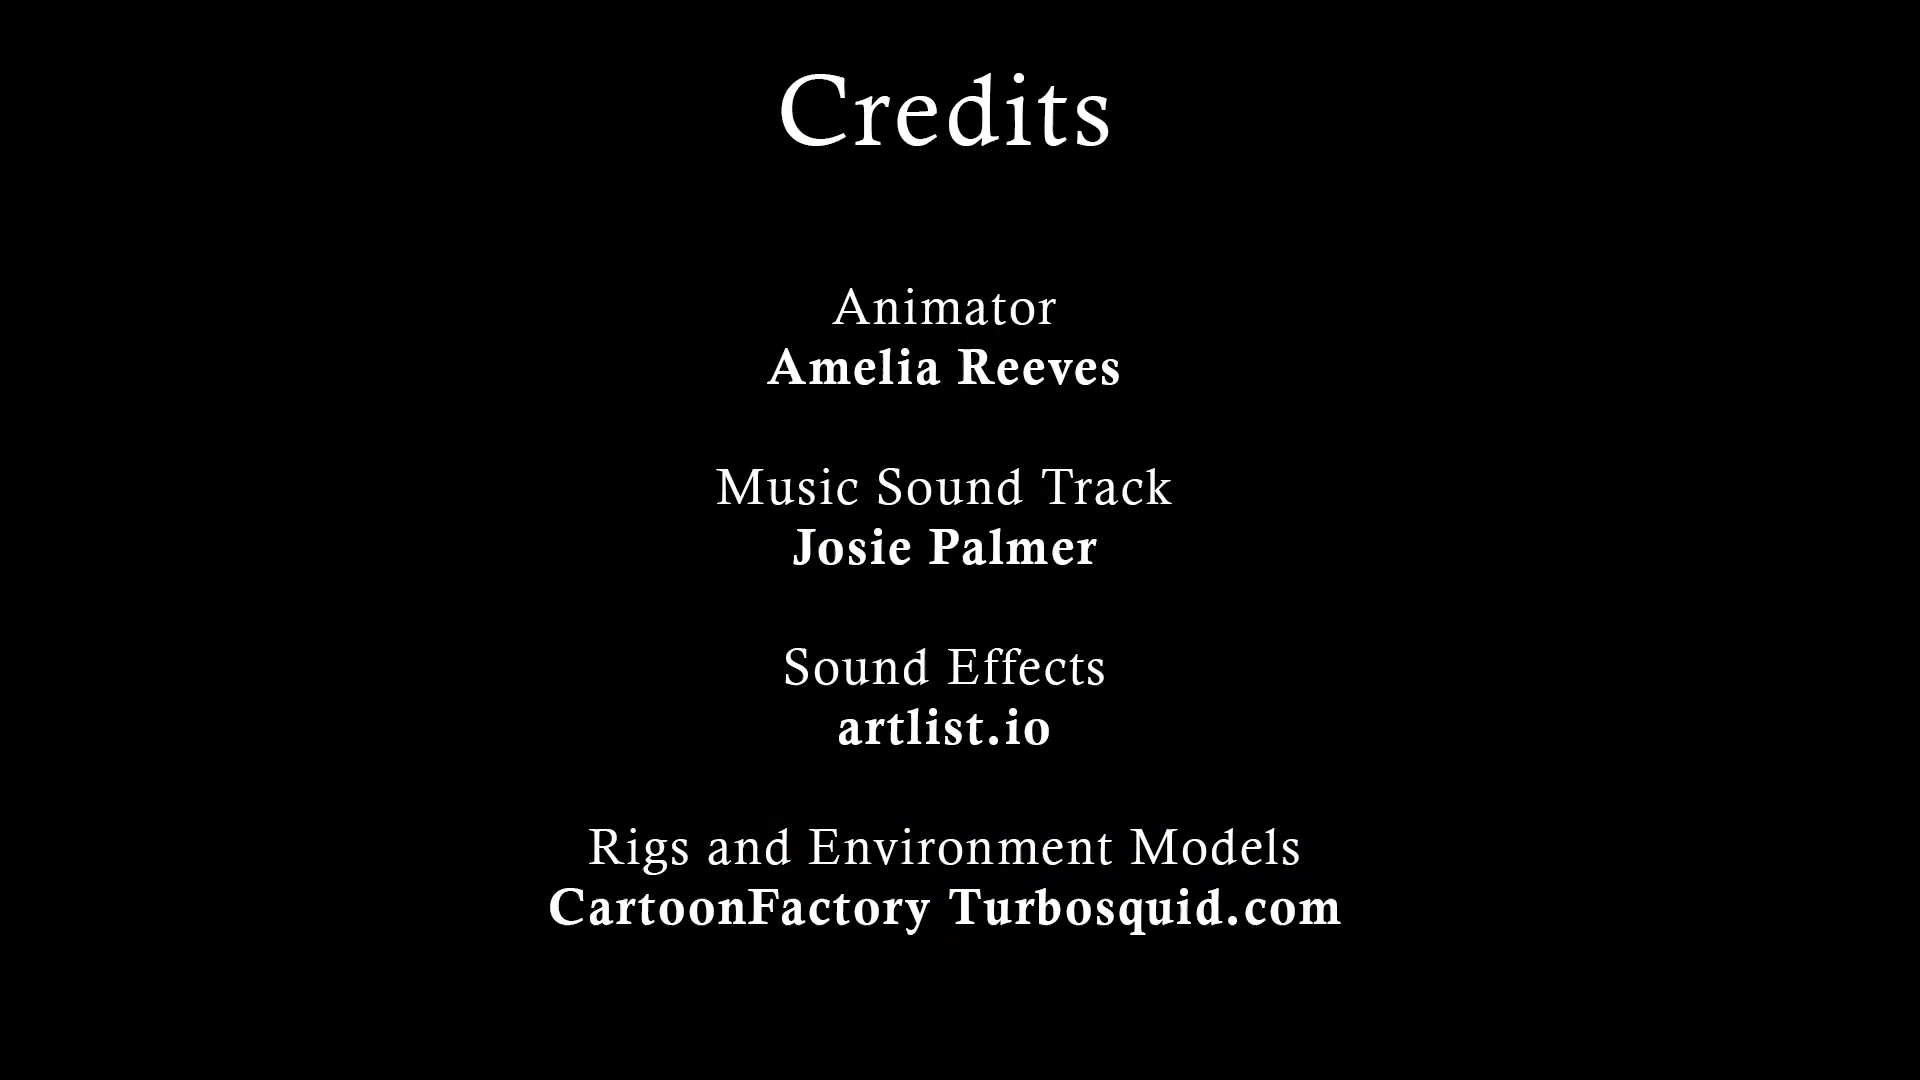 Credits
Animator
Amelia Reeves
Music Sound Track
Josie Palmer
Sound Effects
artlist.io
Rigs and Environment Models
CartoonFactory Turbosquid.com